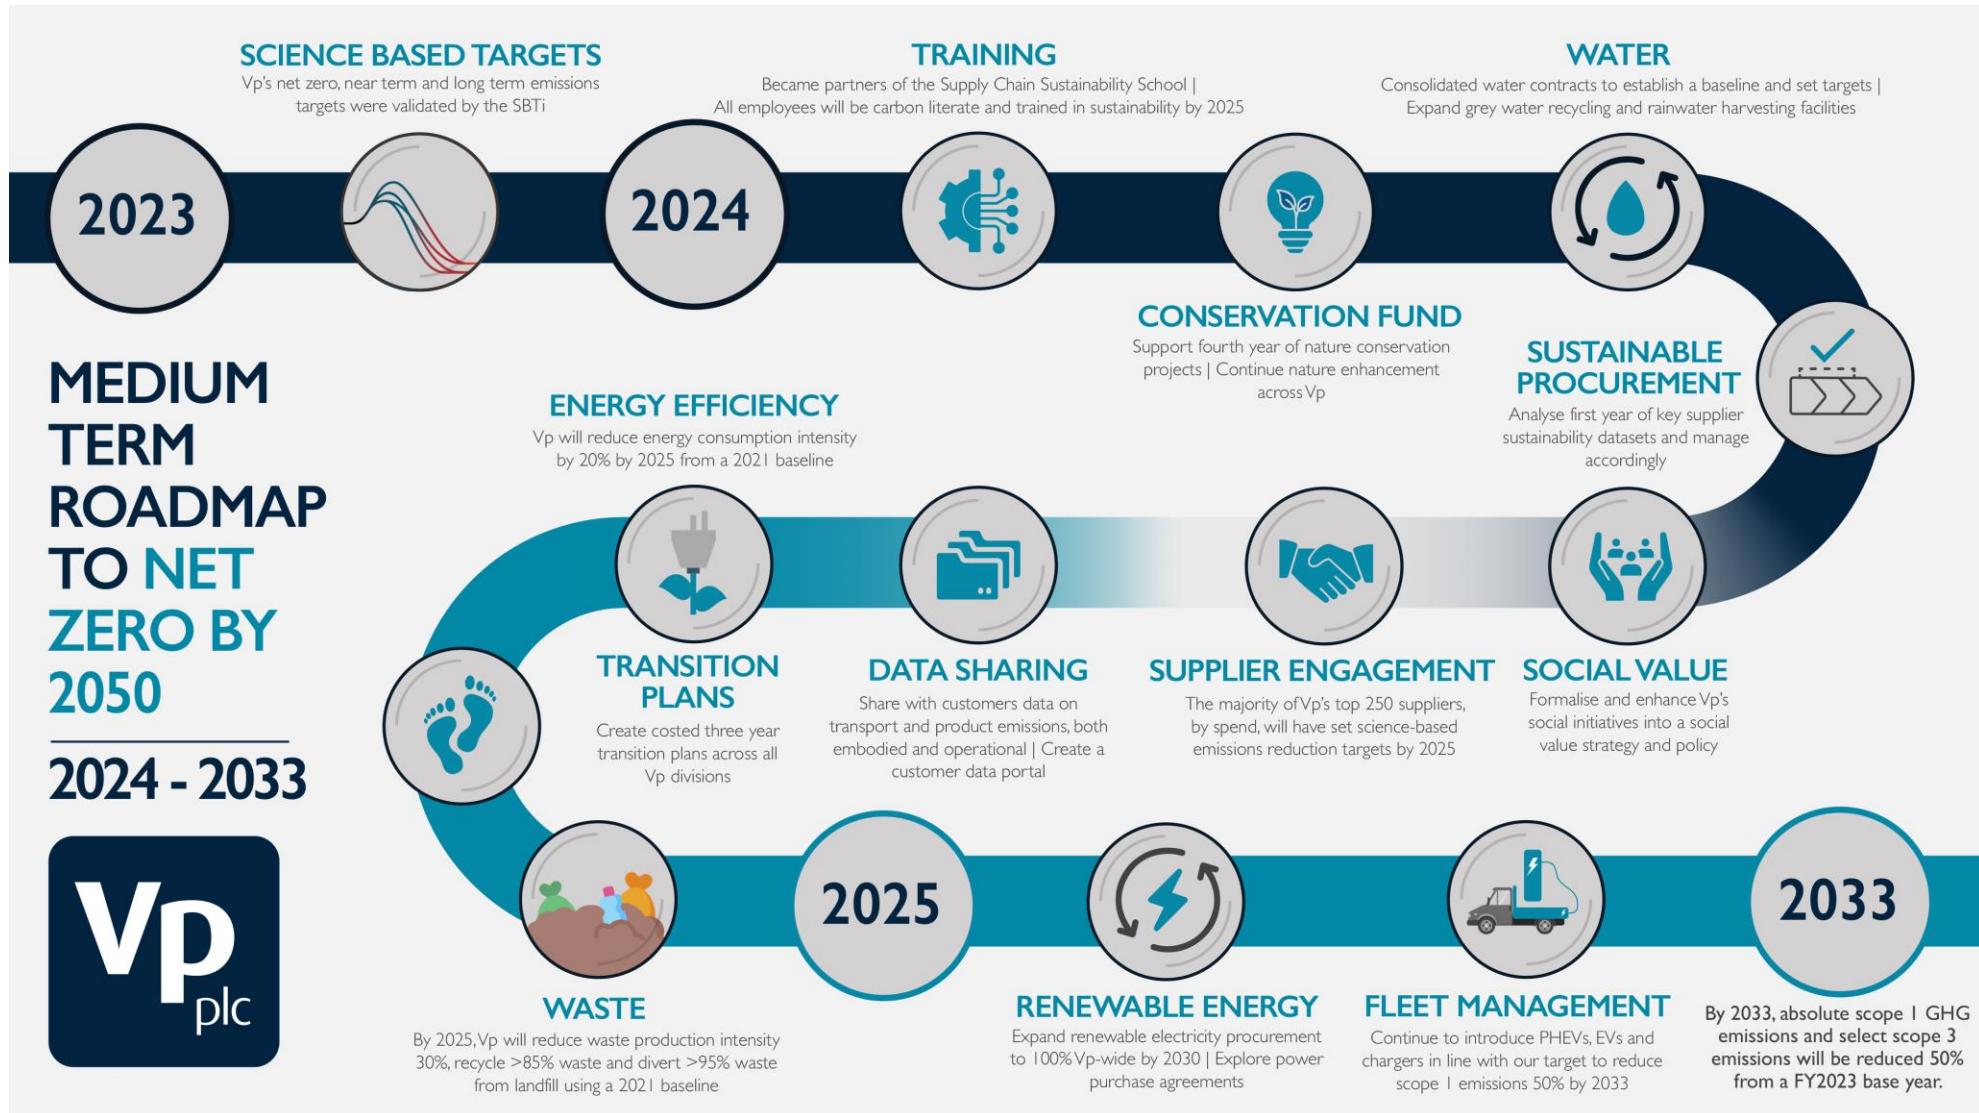 SCIENCE BASED TARGETS
Vp's net zero, near term and long term emissions
targets were validated by the SBTi
TRAINING
Became partners of the Supply Chain Sustainability School |
All employees will be carbon literate and trained in sustainability by 2025
WATER
Consolidated water contracts to establish a baseline and set targets |
Expand grey water recycling and rainwater harvesting facilities
2023
2024
CONSERVATION FUND
Support fourth year of nature conservation
projects | Continue nature enhancement
across Vp
SUSTAINABLE
PROCUREMENT
Analyse first year of key supplier
sustainability datasets and manage
accordingly
MEDIUM
TERM
ROADMAP
TO NET
ZERO BY
2050
2024 - 2033
ENERGY EFFICIENCY
Vp will reduce energy consumption intensity
by 20% by 2025 from a 2021 baseline
TRANSITION
PLANS
Create costed three year
transition plans across all
Vp divisions
DATA SHARING
Share with customers data on
transport and product emissions, both
embodied and operational | Create a
customer data portal
SUPPLIER ENGAGEMENT
The majority of Vp's top 250 suppliers,
by spend, will have set science-based
emissions reduction targets by 2025
SOCIAL VALUE
Formalise and enhance Vp's
social initiatives into a social
value strategy and policy
Vp
plc
2025
2033
WASTE
By 2025, Vp will reduce waste production intensity
30%, recycle >85% waste and divert >95% waste
from landfill using a 2021 baseline
RENEWABLE ENERGY
Expand renewable electricity procurement
to 100% Vp-wide by 2030 | Explore power
purchase agreements
FLEET MANAGEMENT
Continue to introduce PHEVs, EVs and
chargers in line with our target to reduce
scope 1 emissions 50% by 2033
By 2033, absolute scope 1 GHG
emissions and select scope 3
emissions will be reduced 50%
from a FY2023 base year.